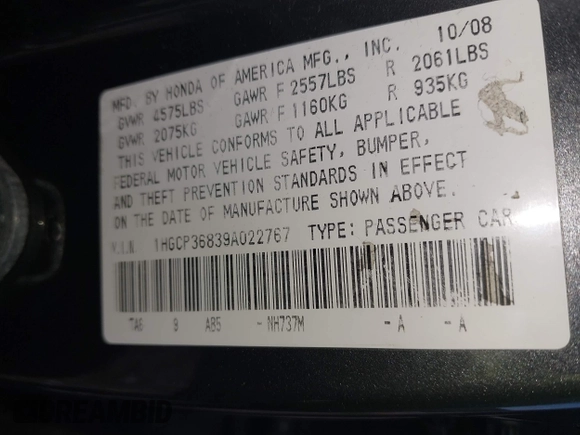 MFD. BY HONDA OF AMERICA MFG., INC. 10/08
GVWR 4575LBS GAWR F 2557LBS R 2061LBS
GVWR 2075KG GAWR F 1160KG R 935KG
THIS VEHICLE CONFORMS TO ALL APPLICABLE
FEDERAL MOTOR VEHICLE SAFETY, BUMPER,
AND THEFT PREVENTION STANDARDS IN EFFECT
ON THE DATE OF MANUFACTURE SHOWN ABOVE.
V.I.N 1HGCP36839A022767 TYPE: PASSENGER CAR
TA6 9 AB5 -NH737M -A -A
DREAMBID